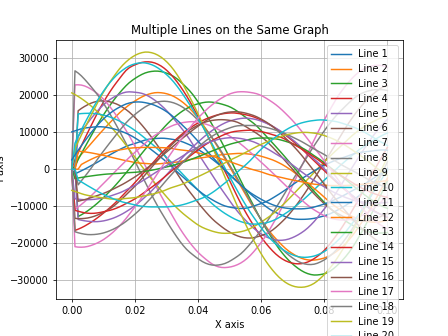 Multiple Lines on the Same Graph
30000
20000
10000
0
−10000
−20000
−30000
0.00
0.02
0.04
0.06
X axis
axis
Line 1
Line 2
Line 3
Line 4
Line 5
Line 6
Line 7
Line 8
Line 9
Line 10
Line 11
Line 12
Line 13
Line 14
Line 15
Line 16
Line 17
Line 18
Line 19